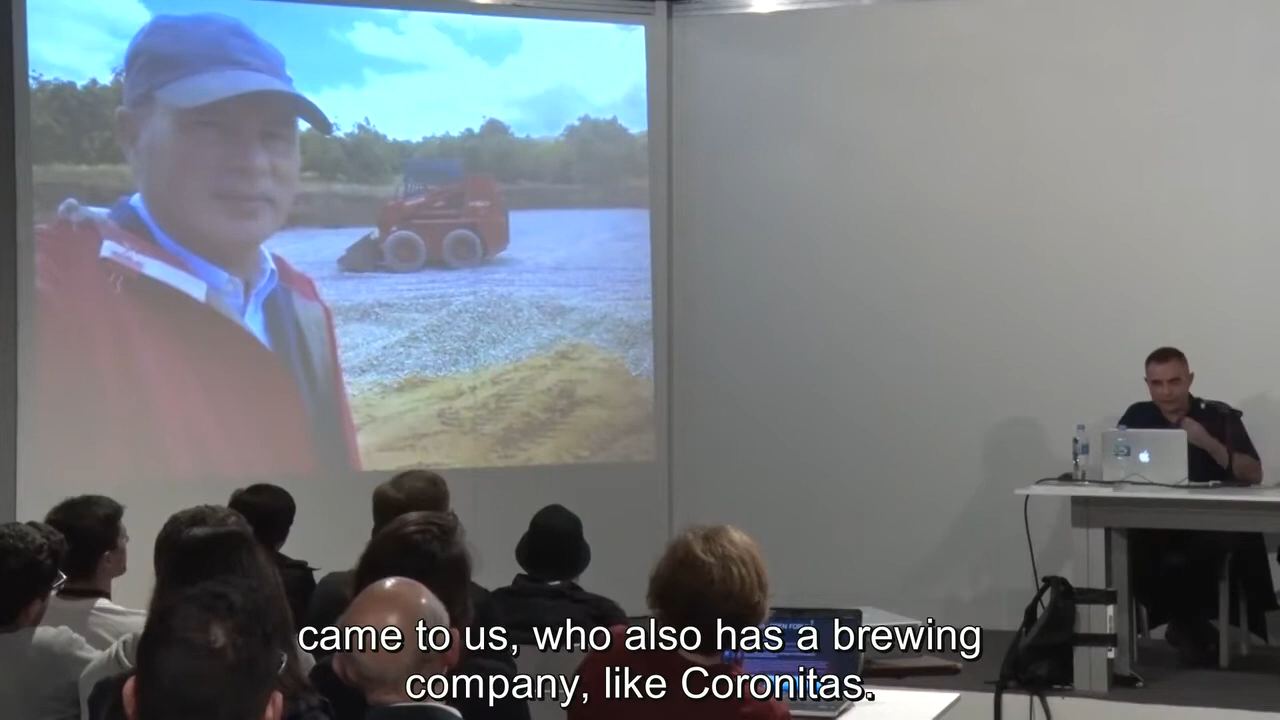 came to us, who also has a brewing
company, like Coronitas.